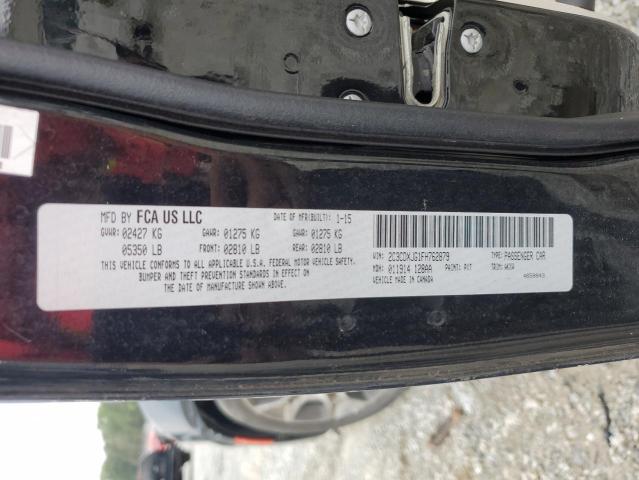 MFD BY FCA US LLC
DATE OF MFR(BUILT): 1-15
GVWR: 02427 KG
GAWR: 01275 KG
GAWR: 01275 KG
05350 LB
FRONT: 02810 LB
REAR: 02810 LB
THIS VEHICLE CONFORMS TO ALL APPLICABLE U.S.A. FEDERAL MOTOR VEHICLE SAFETY,
BUMPER AND THEFT PREVENTION STANDARDS IN EFFECT ON
THE DATE OF MANUFACTURE SHOWN ABOVE.
VIN: 2C3CDXJG1FH762879
TYPE: PASSENGER CAR
MDH: 011914 128AA
PAINT: PXT
TRIM:
VEHICLE MADE IN CANADA